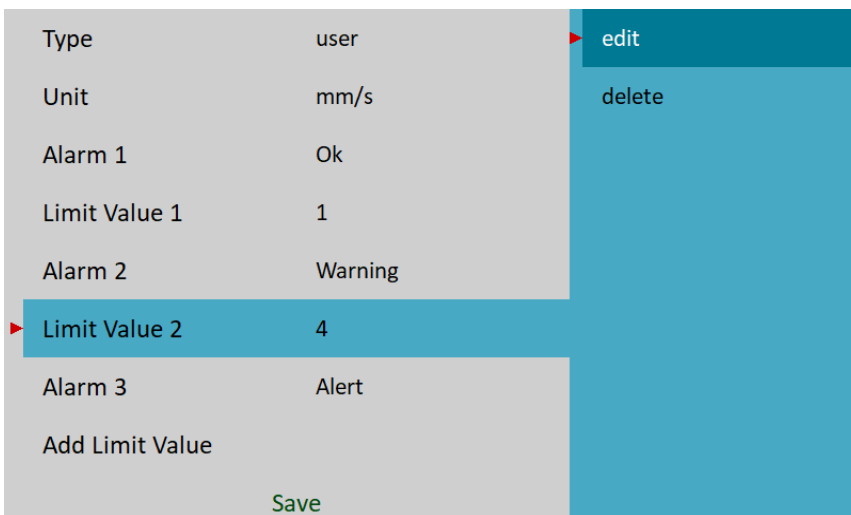 Type user edit
Unit mm/s delete
Alarm 1 Ok
Limit Value 1 1
Alarm 2 Warning
Limit Value 2 4
Alarm 3 Alert
Add Limit Value
Save